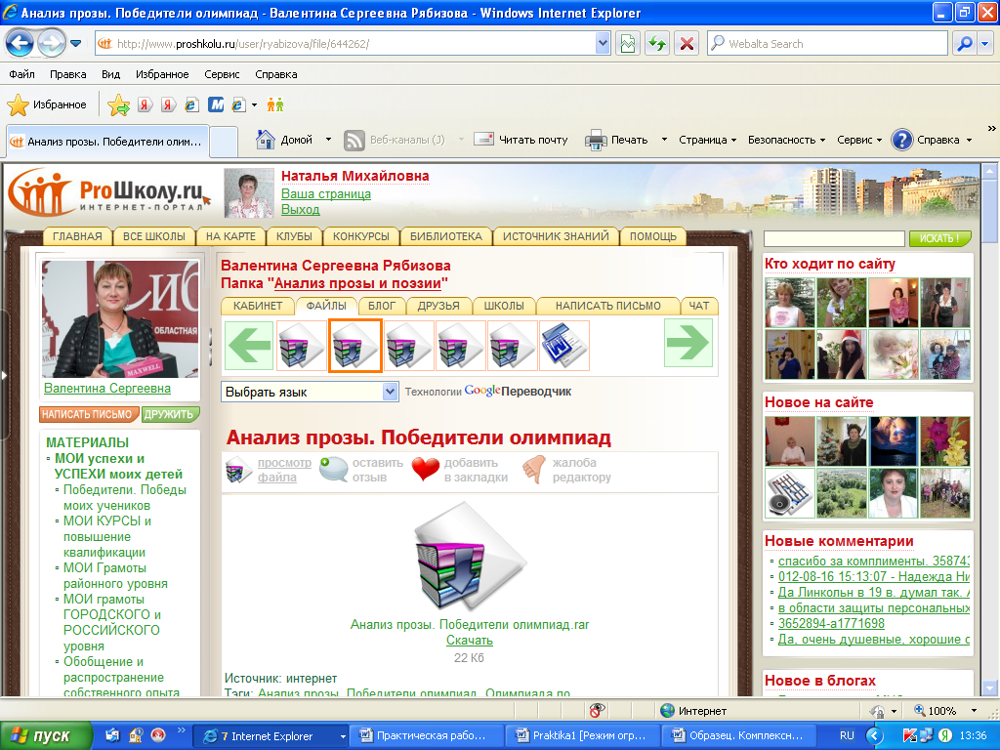 Анализ прозы. Победители олимпиад - Валентина Сергеевна Рябизова - Windows Internet Explorer
http://www.proshkolu.ru/user/ryabizova/file/644262/
Webalta Search
Файл Правка Вид Избранное Сервис Справка
Избранное
Анализ прозы. Победители олим...
Домой Веб-каналы (J) Читать почту Печать Страница Безопасность Сервис Справка
ProШколу.ru
ИНТЕРНЕТ-ПОРТАЛ
Наталья Михайловна
Ваша страница
Выход
ГЛАВНАЯ ВСЕ ШКОЛЫ НА КАРТЕ КЛУБЫ КОНКУРСЫ БИБЛИОТЕКА ИСТОЧНИК ЗНАНИЙ ПОМОЩЬ
ИСКАТЬ !
MAXWELL
Валентина Сергеевна
НАПИСАТЬ ПИСЬМО ДРУЖИТЬ
МАТЕРИАЛЫ
МОИ успехи и
УСПЕХИ моих детей
Победители. Победы
моих учеников
МОИ КУРСЫ и
повышение
квалификации
МОИ Грамоты
районного уровня
МОИ грамоты
ГОРОДСКОГО и
РОССИЙСКОГО
уровня
Обобщение и
распространение
собственного опыта
Валентина Сергеевна Рябизова
Папка "Анализ прозы и поэзии"
КАБИНЕТ ФАЙЛЫ БЛОГ ДРУЗЬЯ ШКОЛЫ НАПИСАТЬ ПИСЬМО ЧАТ
Выбрать язык Технологии Google Переводчик
Анализ прозы. Победители олимпиад
просмотр файла
оставить отзыв
добавить в закладки
жалоба редактору
Анализ прозы. Победители олимпиад.rar
Скачать
22 Кб
Источник: интернет
Тэги: Анализ прозы, Победители олимпиад, Олимпиада по
Кто ходит по сайту
Новое на сайте
Новые комментарии
спасибо за комплименты. 358743
012-08-16 15:13:07 - Надежда Ни
Да Линкольн в 19 в. думал так. А
в области защиты персональных
3652894-a1771698
Да, очень душевные, хорошие с
Новое в блогах
Интернет 100%
пуск
7 Internet Explorer
Практическая рабо...
Praktika1 [Режим огр...
Образец. Комплексн...
RU
13:36